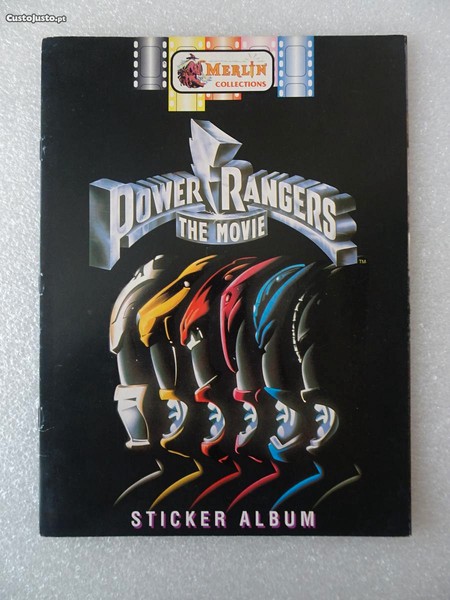 CustoJusto.pt
MERLIN
COLLECTIONS
POWER RANGERS
THE MOVIE
TM
STICKER ALBUM